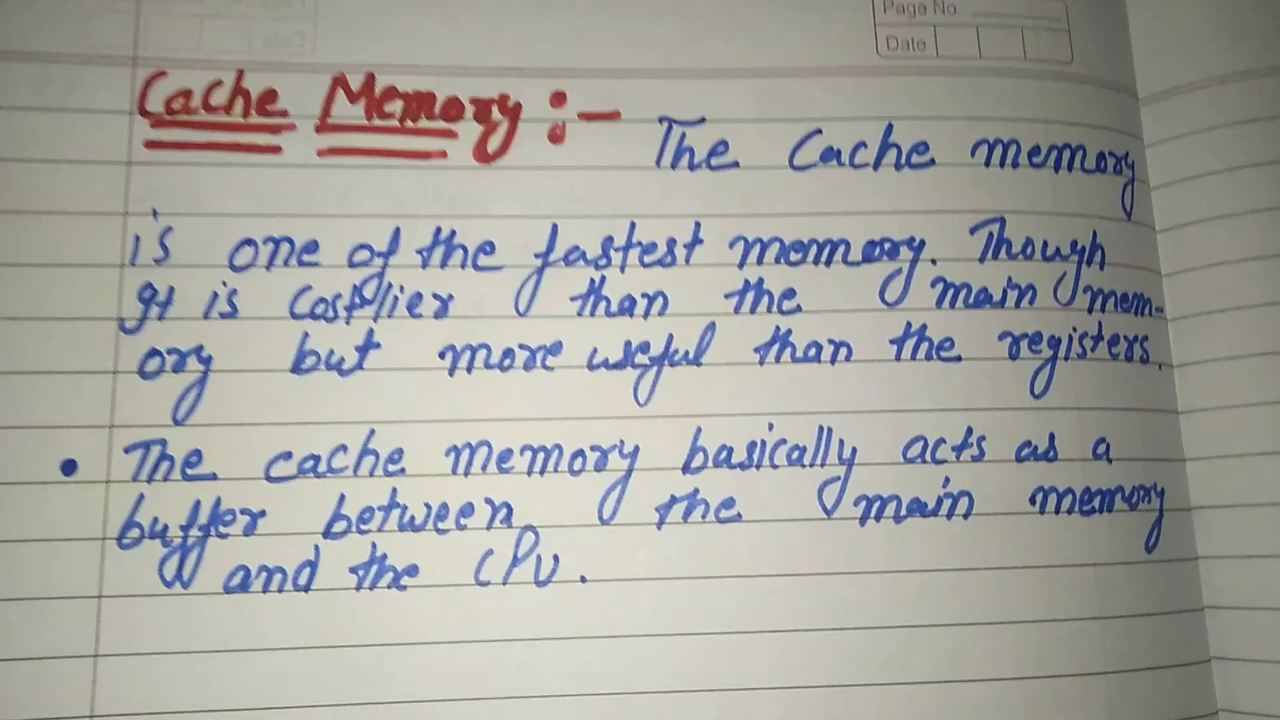 Page No.
Date
Cache Memory :- The Cache memory
is one of the fastest memory. Though
It is Costlier than the main mem-
ory but more useful than the registers.
• The cache memory basically acts as a
buffer between the main memory
and the CPU.